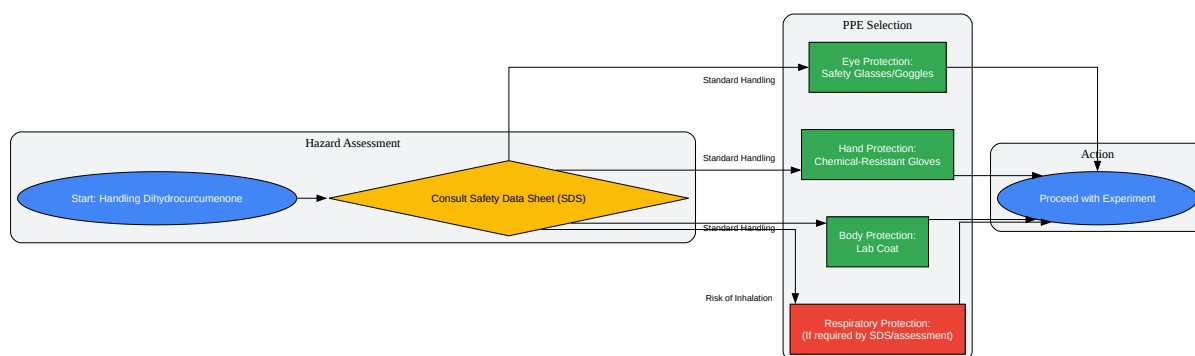 PPE Selection
Eye Protection:
Safety Glasses/Goggles
Standard Handling
Hazard Assessment
Hand Protection:
Chemical-Resistant Gloves
Standard Handling
Action
Start: Handling Dihydrocurcumenone
Consult Safety Data Sheet (SDS)
Proceed with Experiment
Standard Handling
Body Protection:
Lab Coat
Risk of Inhalation
Respiratory Protection:
(If required by SDS/assessment)